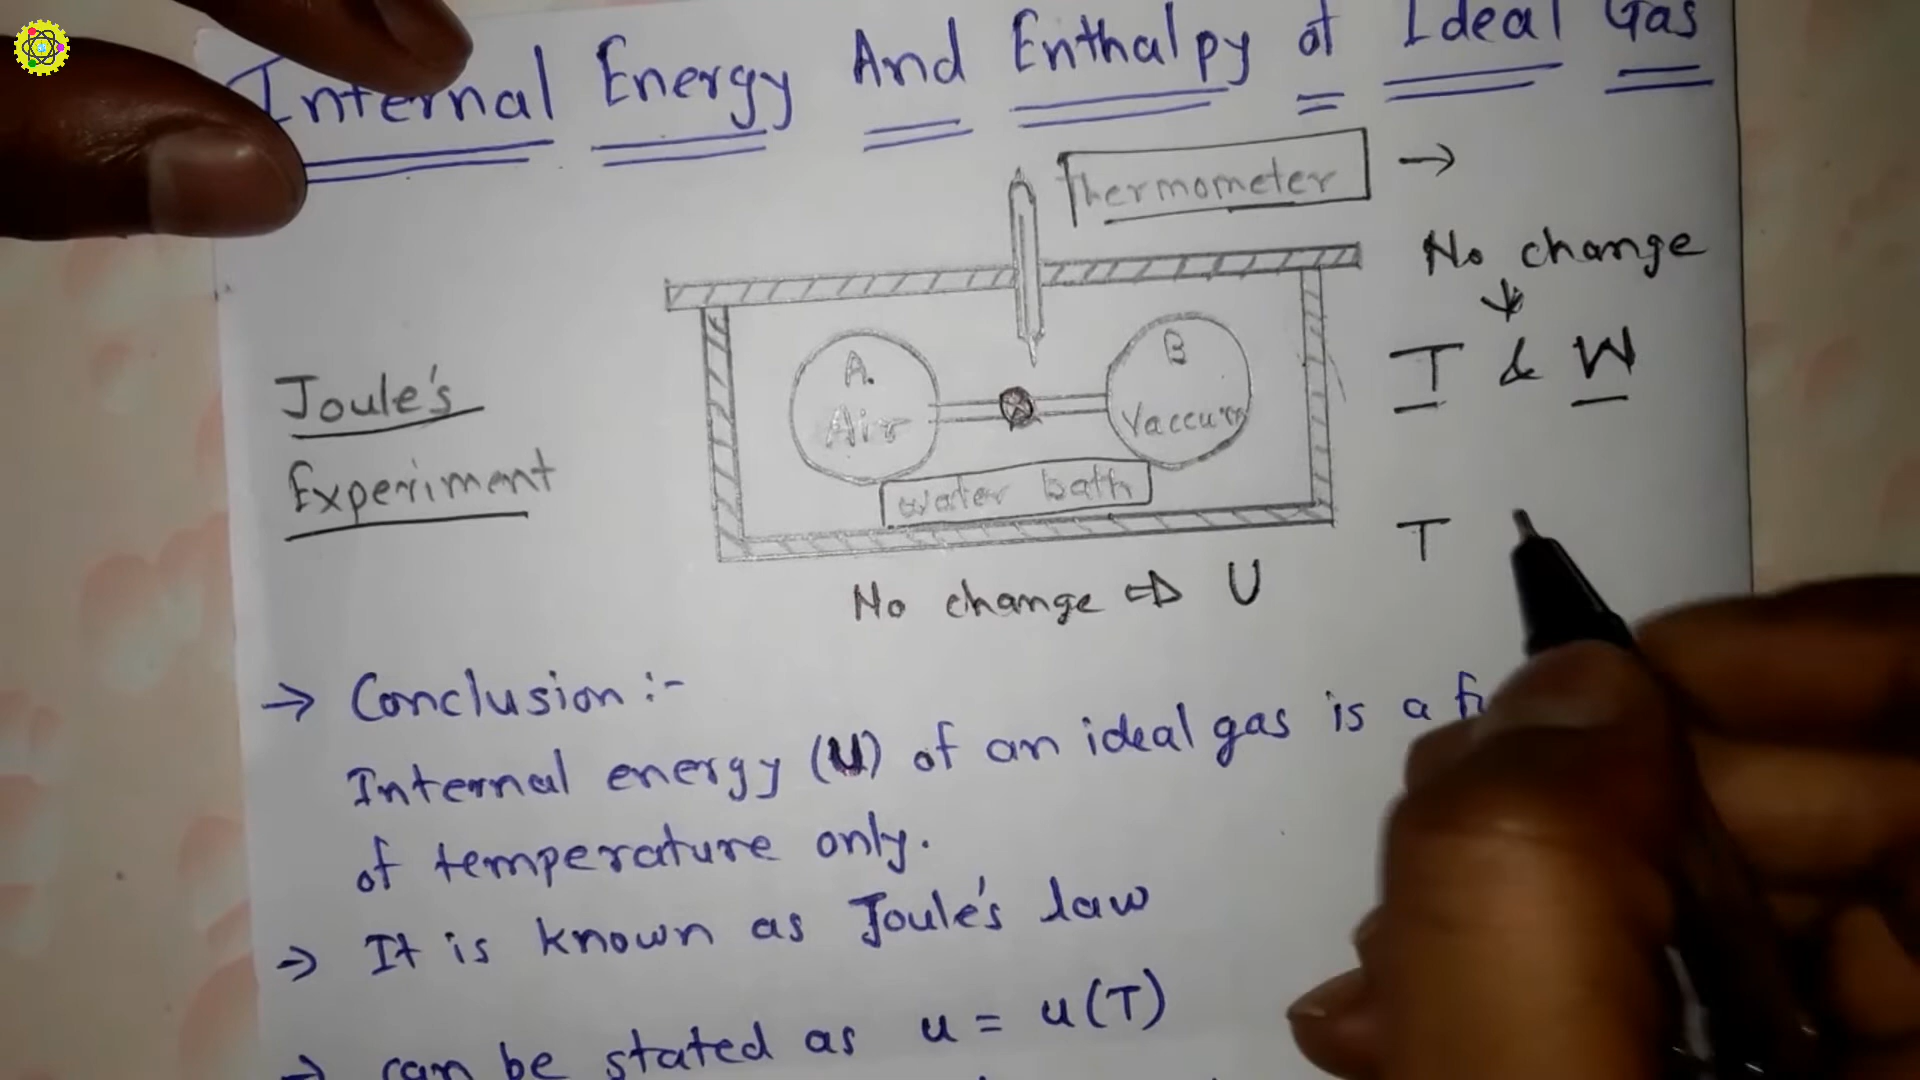 Internal Energy And Enthalpy of Ideal Gas
Thermometer →
No change
T & W
Joule's
Experiment
A.
Air
B
Vaccum
water bath
T
No change ⇒ U
→ Conclusion :-
Internal energy (U) of an ideal gas is a
of temperature only.
→ It is known as Joule's law
→ can be stated as u = u(T)